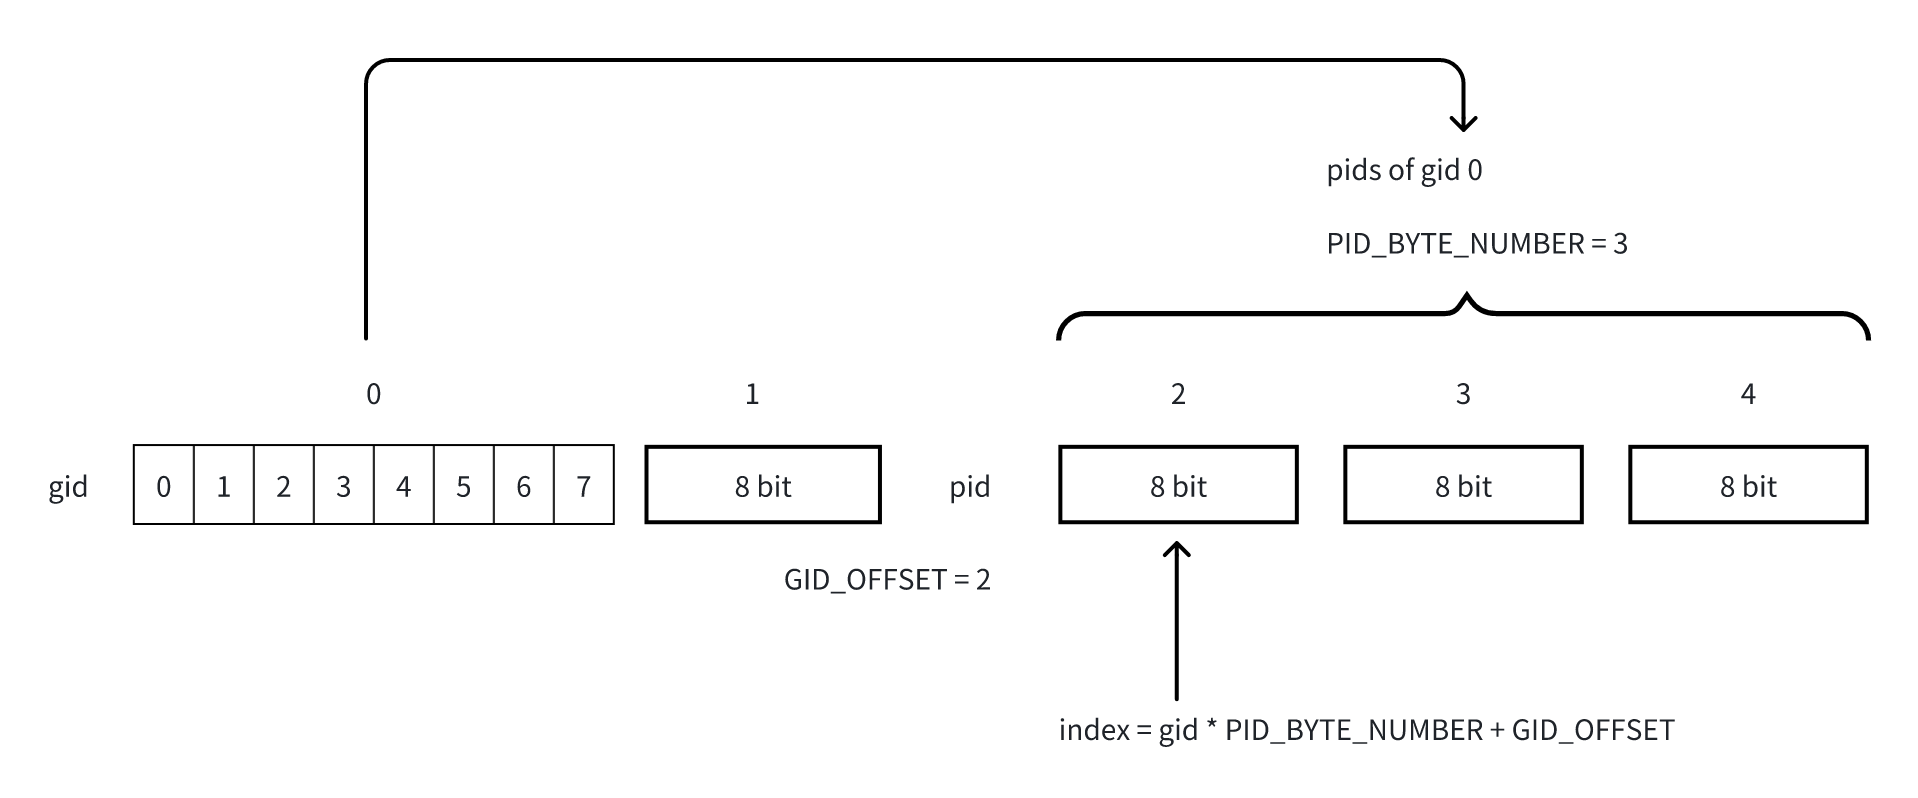 pids of gid 0
PID_BYTE_NUMBER = 3
0 1 2 3 4
gid 0 1 2 3 4 5 6 7 8 bit pid 8 bit 8 bit 8 bit
GID_OFFSET = 2
index = gid * PID_BYTE_NUMBER + GID_OFFSET